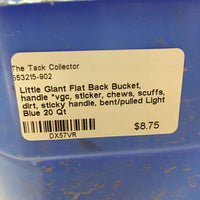 The Tack Collector
553215-902
Little Giant Flat Back Bucket,
handle *vgc, sticker, chews, scuffs,
dirt, sticky handle, bent/pulled Light
Blue 20 Qt
$8.75
DX57VR